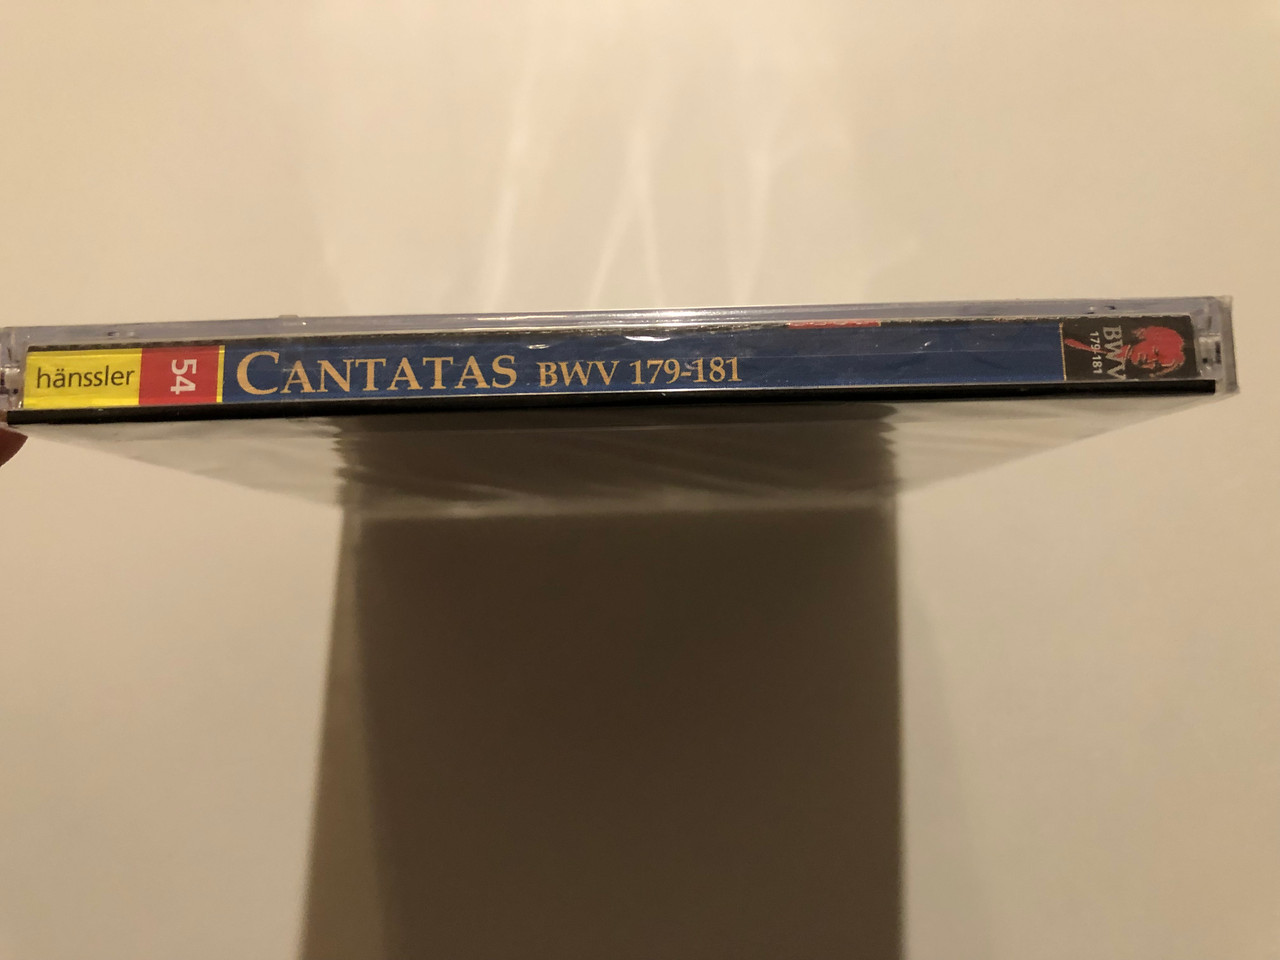 hänssler
54
CANTATAS BWV 179-181
BWV
179-181